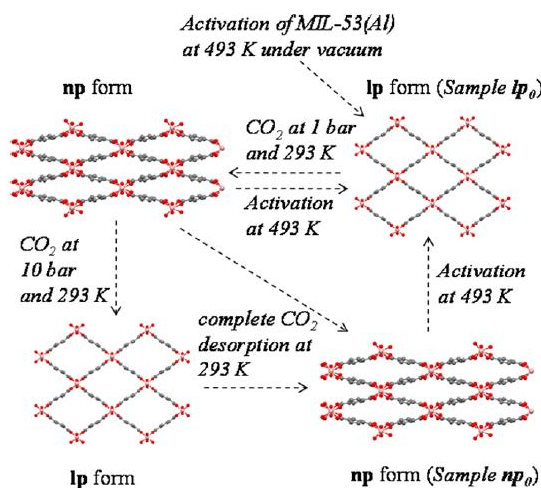 Activation of MIL-53(Al)
at 493 K under vacuum
np form
lp form (Sample lp₀)
CO₂ at 1 bar
and 293 K
Activation
at 493 K
CO₂ at
10 bar
and 293 K
complete CO₂
desorption at
293 K
Activation
at 493 K
lp form
np form (Sample np₀)